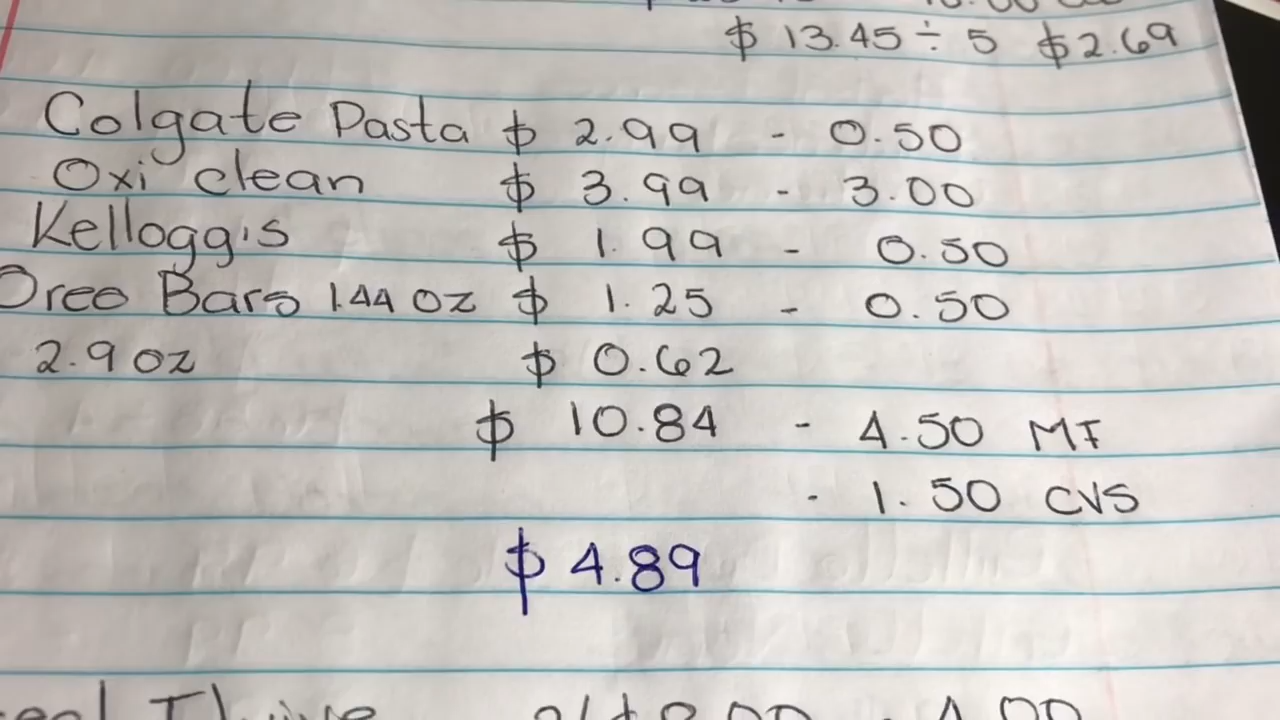 $ 13.45 ÷ 5 $2.69
Colgate Pasta $ 2.99 - 0.50
Oxi clean $ 3.99 - 3.00
Kellogg's $ 1.99 - 0.50
Oreo Bars 1.44 oz $ 1.25 - 0.50
2.9 oz $ 0.62
$ 10.84 - 4.50 MF
- 1.50 CVS
$ 4.89